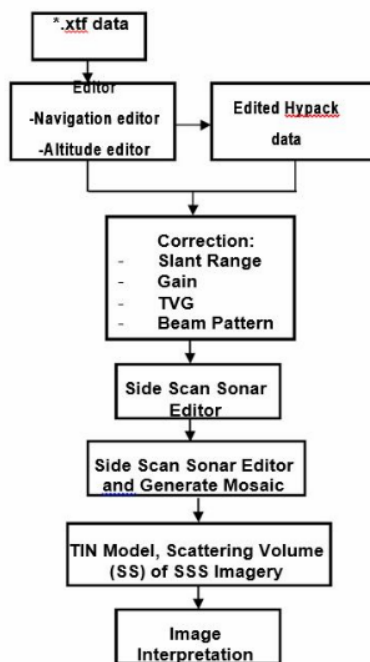 *.xtf data
Editor
-Navigation editor
-Altitude editor
Edited Hypack
data
Correction:
- Slant Range
- Gain
- TVG
- Beam Pattern
Side Scan Sonar
Editor
Side Scan Sonar Editor
and Generate Mosaic
TIN Model, Scattering Volume
(SS) of SSS Imagery
Image
Interpretation